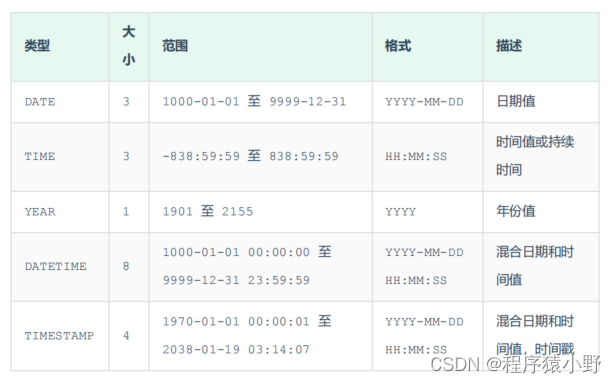 类型 大小 范围 格式 描述
DATE 3 1000-01-01 至 9999-12-31 YYYY-MM-DD 日期值
TIME 3 -838:59:59 至 838:59:59 HH:MM:SS 时间值或持续时间
YEAR 1 1901 至 2155 YYYY 年份值
DATETIME 8 1000-01-01 00:00:00 至 9999-12-31 23:59:59 YYYY-MM-DD HH:MM:SS 混合日期和时间值
TIMESTAMP 4 1970-01-01 00:00:01 至 2038-01-19 03:14:07 YYYY-MM-DD HH:MM:SS 混合日期和时间值，时间戳
CSDN @程序猿小野